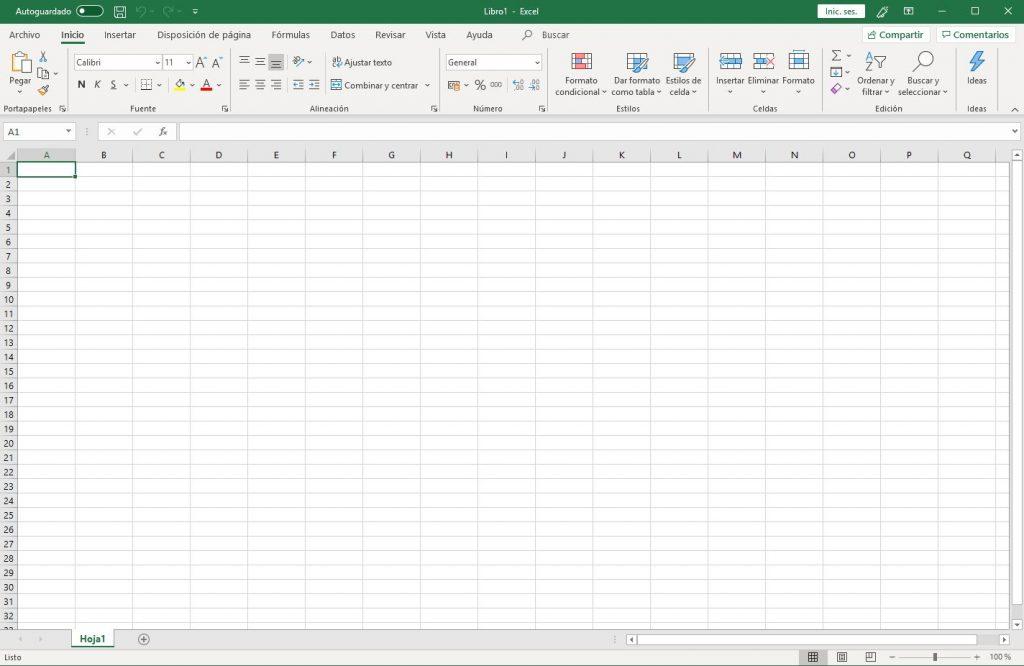 Autoguardado Libro1 - Excel Inic. ses.
Archivo Inicio Insertar Disposición de página Fórmulas Datos Revisar Vista Ayuda Buscar Compartir Comentarios
Pegar
Calibri 11
N K S
Ajustar texto
Combinar y centrar
General
% 000
Formato condicional
Dar formato como tabla
Estilos de celda
Insertar Eliminar Formato
Ordenar y filtrar
Buscar y seleccionar
Ideas
Portapapeles Fuente Alineación Número Estilos Celdas Edición Ideas
A1 fx
A B C D E F G H I J K L M N O P Q
1
2
3
4
5
6
7
8
9
10
11
12
13
14
15
16
17
18
19
20
21
22
23
24
25
26
27
28
29
30
31
32
Hoja1
Listo 100 %